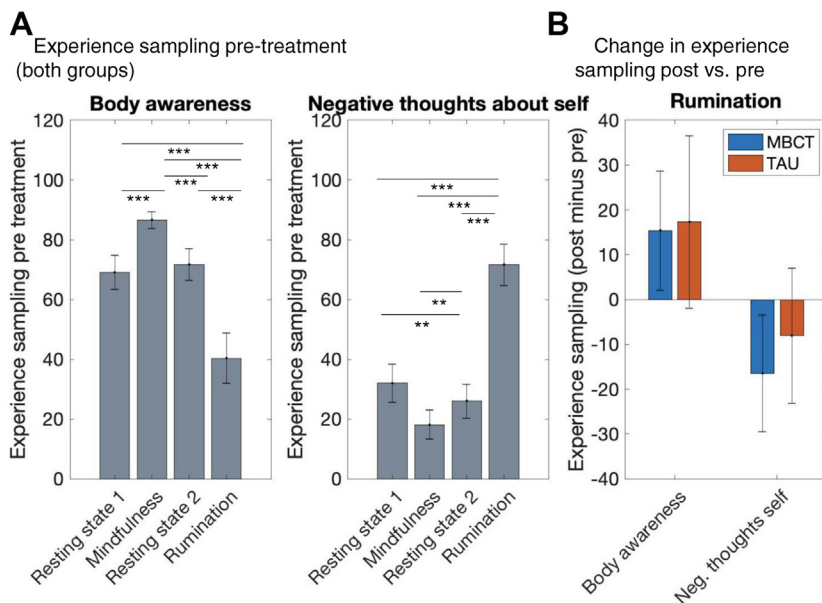 A
Experience sampling pre-treatment
(both groups)
Body awareness
Experience sampling pre treatment
120
100
80
60
40
20
0
***
***
***
***
***
Resting state 1
Mindfulness
Resting state 2
Rumination
Negative thoughts about self
Experience sampling pre treatment
120
100
80
60
40
20
0
***
***
***
**
**
Resting state 1
Mindfulness
Resting state 2
Rumination
B
Change in experience
sampling post vs. pre
Rumination
Experience sampling (post minus pre)
40
30
20
10
0
-10
-20
-30
-40
MBCT
TAU
Body awareness
Neg. thoughts self